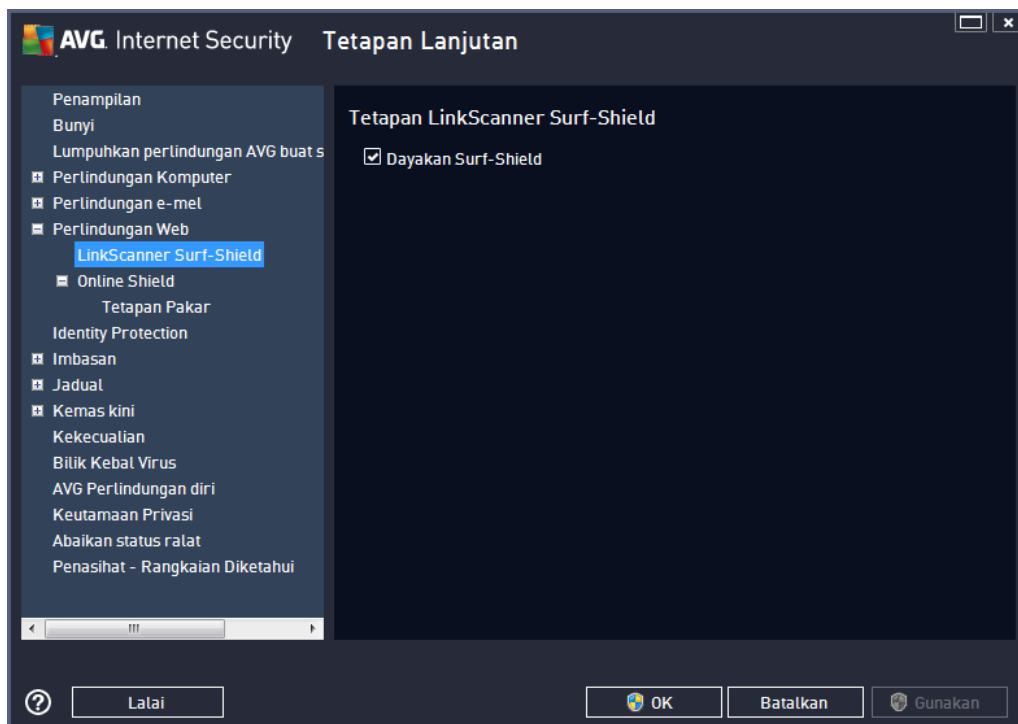 AVG. Internet Security Tetapan Lanjutan
Penampilan
Bunyi
Lumpuhkan perlindungan AVG buat s
Perlindungan Komputer
Perlindungan e-mel
Perlindungan Web
LinkScanner Surf-Shield
Online Shield
Tetapan Pakar
Identity Protection
Imbasan
Jadual
Kemas kini
Kekecualian
Bilik Kebal Virus
AVG Perlindungan diri
Keutamaan Privasi
Abaikan status ralat
Penasihat - Rangkaian Diketahui
Tetapan LinkScanner Surf-Shield
Dayakan Surf-Shield
Lalai
OK
Batalkan
Gunakan